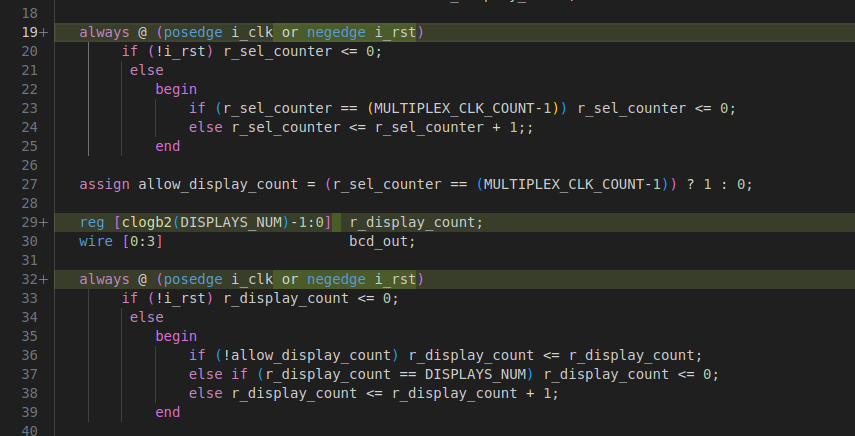 18
19+ always @ (posedge i_clk or negedge i_rst)
20 if (!i_rst) r_sel_counter <= 0;
21 else
22 begin
23 if (r_sel_counter == (MULTIPLEX_CLK_COUNT-1)) r_sel_counter <= 0;
24 else r_sel_counter <= r_sel_counter + 1;;
25 end
26
27 assign allow_display_count = (r_sel_counter == (MULTIPLEX_CLK_COUNT-1)) ? 1 : 0;
28
29+ reg [clogb2(DISPLAYS_NUM)-1:0] r_display_count;
30 wire [0:3] bcd_out;
31
32+ always @ (posedge i_clk or negedge i_rst)
33 if (!i_rst) r_display_count <= 0;
34 else
35 begin
36 if (!allow_display_count) r_display_count <= r_display_count;
37 else if (r_display_count == DISPLAYS_NUM) r_display_count <= 0;
38 else r_display_count <= r_display_count + 1;
39 end
40